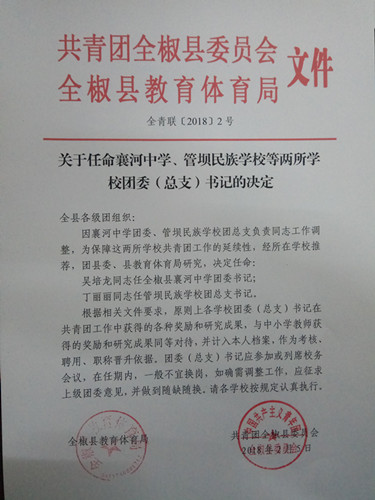 共青团全椒县委员会
全椒县教育体育局
文件
全青联〔2018〕2号
关于任命襄河中学、管坝民族学校等两所学
校团委（总支）书记的决定
全县各级团组织：
因襄河中学团委、管坝民族学校团总支负责同志工作调
整，为保障这两所学校共青团工作的延续性，经所在学校推
荐，团县委、县教育体育局研究，决定任命：
吴培龙同志任全椒县襄河中学团委书记；
丁丽丽同志任管坝民族学校团总支书记。
根据相关文件要求，原则上各学校团委（总支）书记在
共青团工作中获得的各种奖励和研究成果，与中小学教师获
得的奖励和研究成果同等对待，并计入本人档案，作为考核、
聘用、职称晋升依据。团委（总支）书记应参加或列席校务
会议，在任期内，一般不宜换岗，如确需调整工作，应征求
上级团委意见，并做到随缺随换。请各学校按规定认真执行。
全椒县教育体育局
共青团全椒县委员会
2018年2月5日